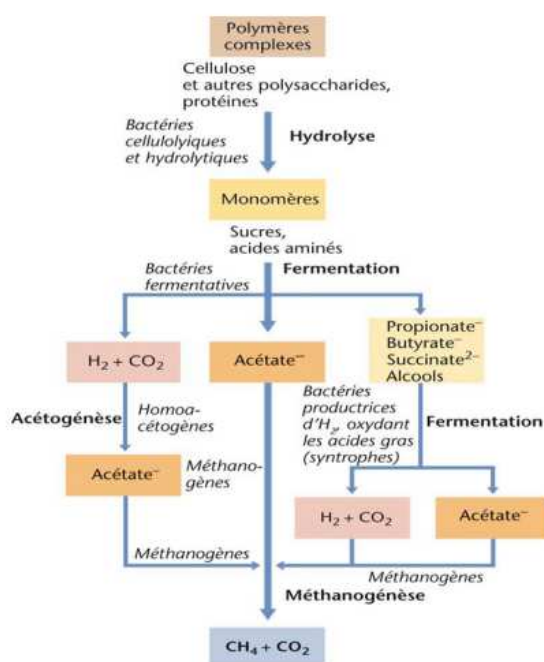 Polymères
complexes
Cellulose
et autres polysaccharides,
protéines
Bactéries
cellulolyiques
et hydrolytiques
Hydrolyse
Monomères
Sucres,
acides aminés
Bactéries
fermentatives
Fermentation
H₂ + CO₂
Acétate⁻
Propionate⁻
Butyrate⁻
Succinate²⁻
Alcools
Acétogénèse
Homoa-
cétogènes
Bactéries
productrices
d'H₂, oxydant
les acides gras
(syntrophes)
Fermentation
Acétate⁻
Méthano-
gènes
H₂ + CO₂
Acétate⁻
Méthanogènes
Méthanogènes
Méthanogénèse
CH₄ + CO₂